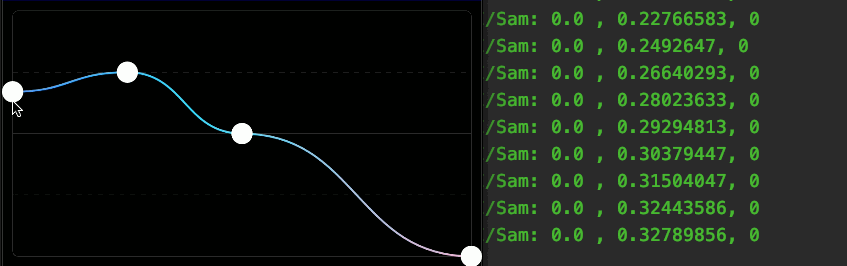 /Sam: 0.0 , 0.22766583, 0
/Sam: 0.0 , 0.2492647, 0
/Sam: 0.0 , 0.26640293, 0
/Sam: 0.0 , 0.28023633, 0
/Sam: 0.0 , 0.29294813, 0
/Sam: 0.0 , 0.30379447, 0
/Sam: 0.0 , 0.31504047, 0
/Sam: 0.0 , 0.32443586, 0
/Sam: 0.0 , 0.32789856, 0